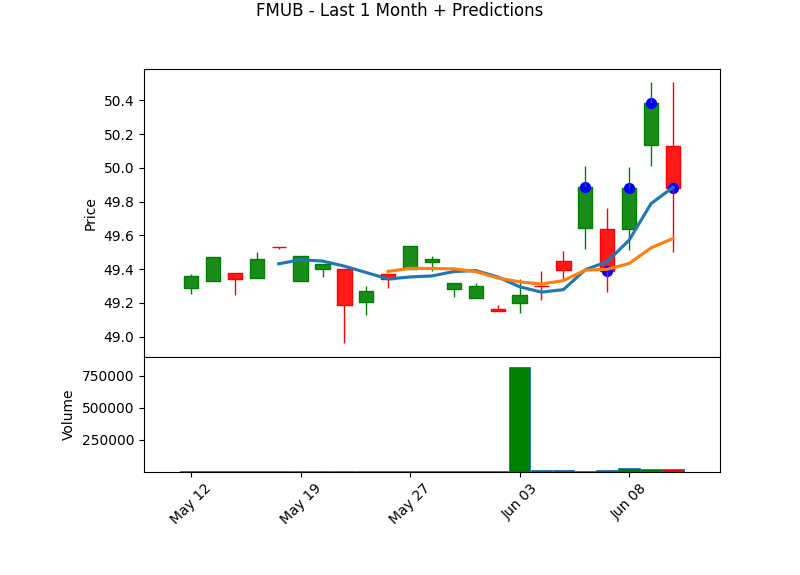 FMUB - Last 1 Month + Predictions
Price
50.4
50.2
50.0
49.8
49.6
49.4
49.2
49.0
Volume
750000
500000
250000
May 12
May 19
May 27
Jun 03
Jun 08